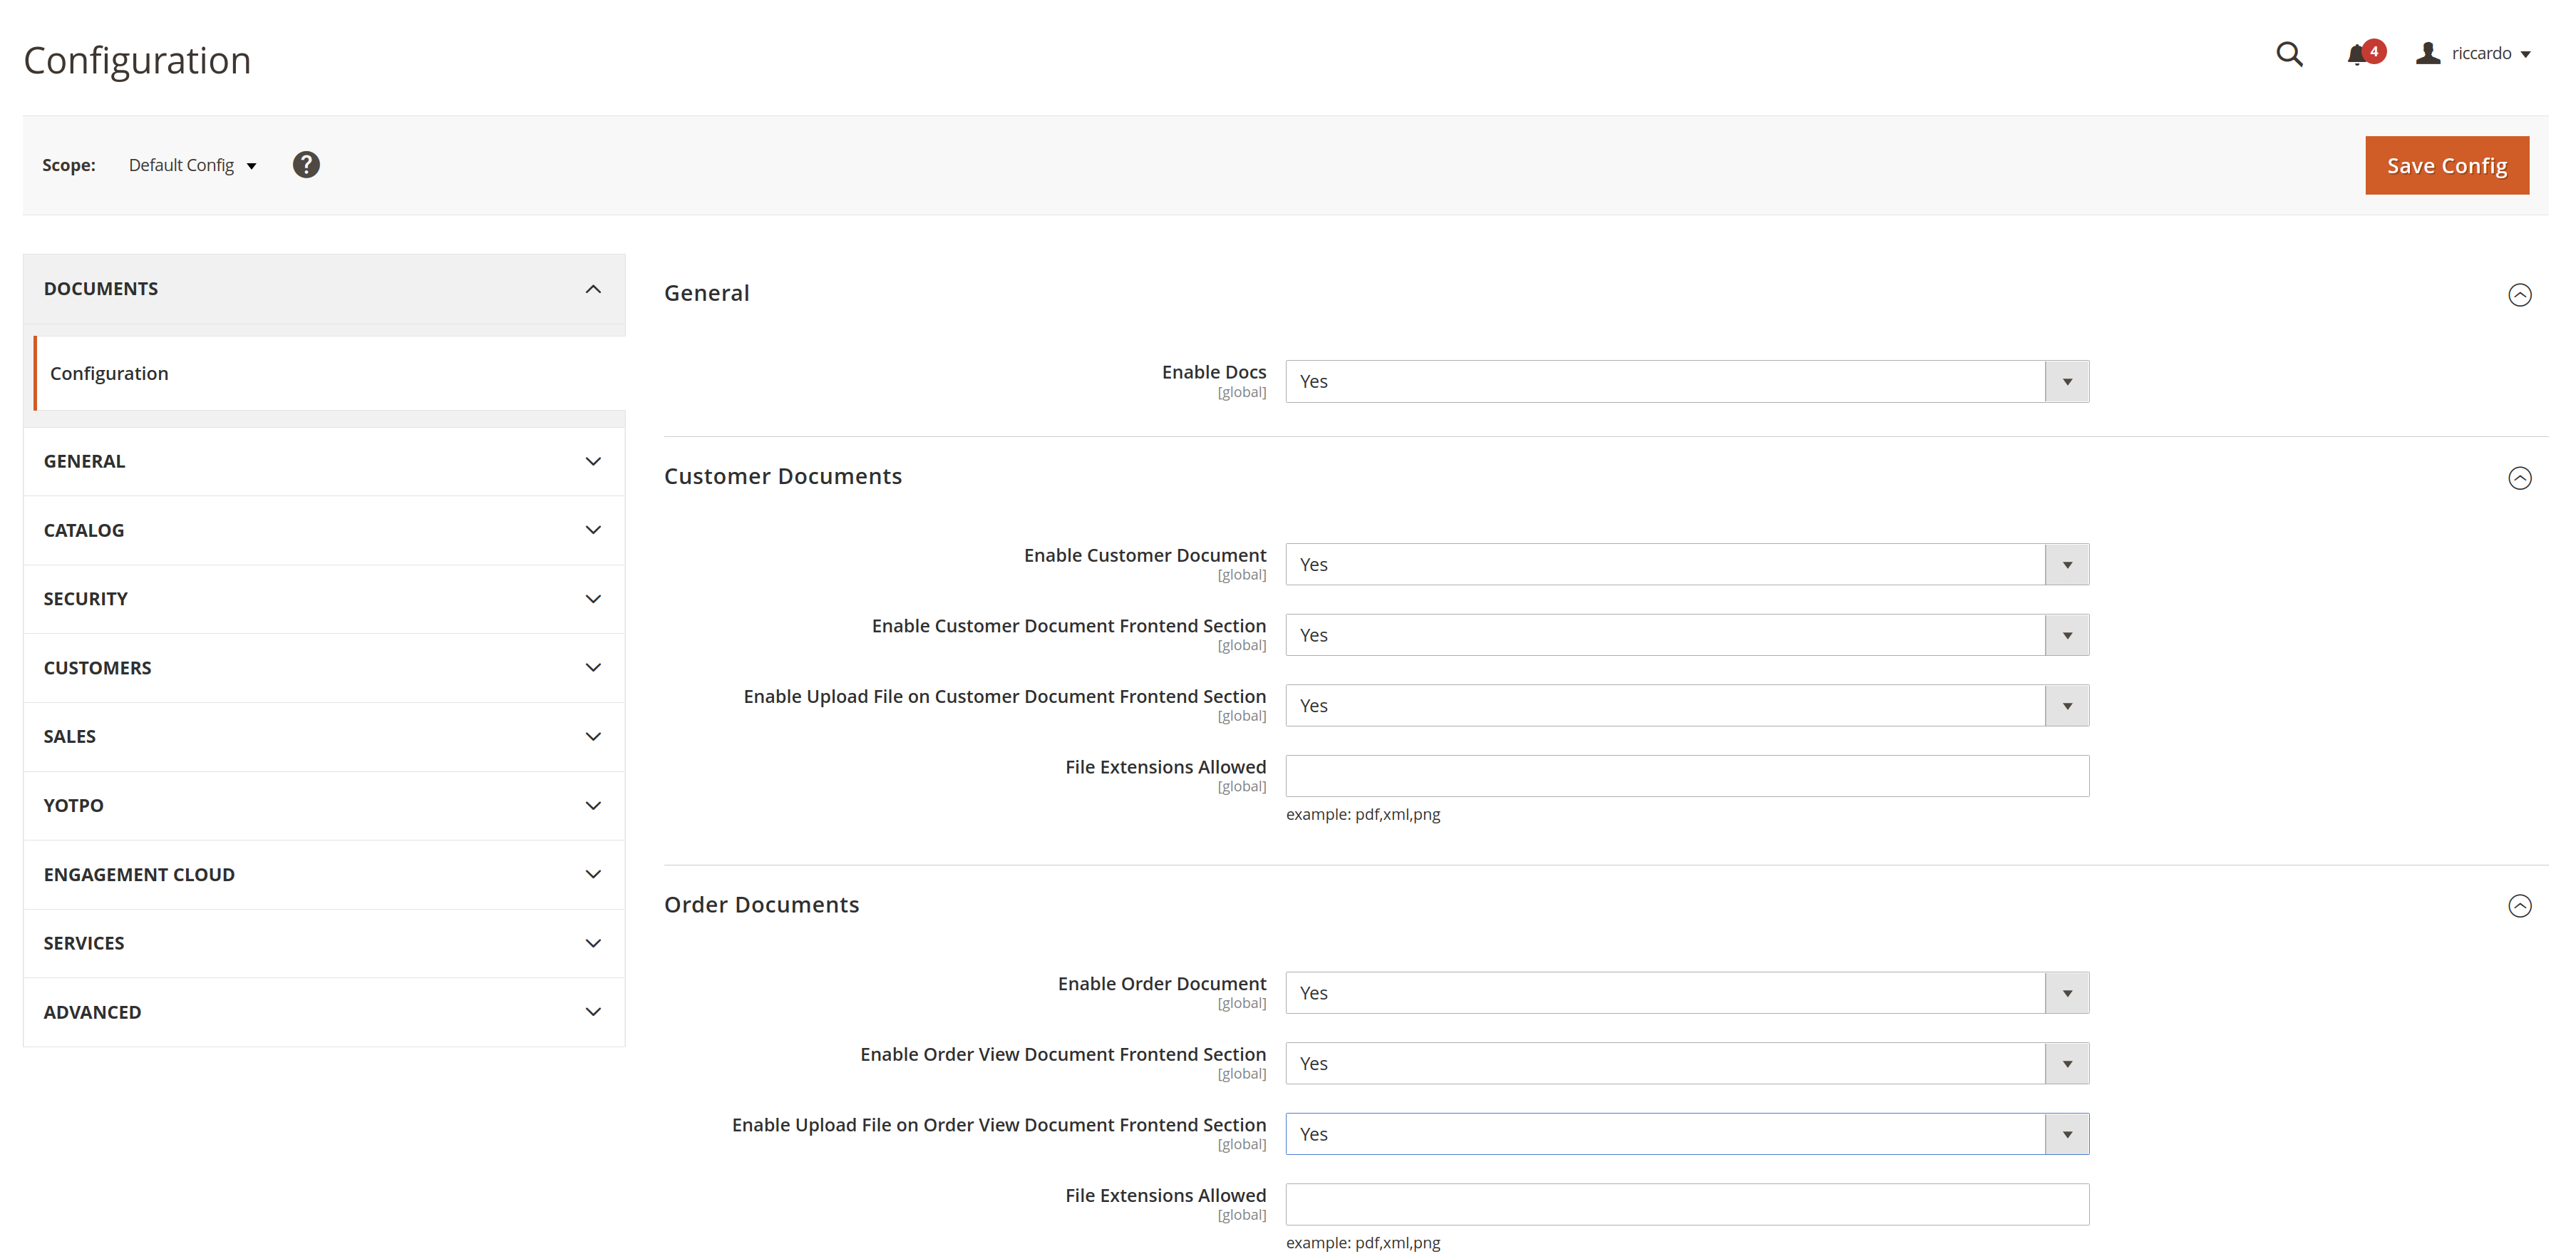 Configuration
4
riccardo
Scope: Default Config ?
Save Config
DOCUMENTS
Configuration
GENERAL
CATALOG
SECURITY
CUSTOMERS
SALES
YOTPO
ENGAGEMENT CLOUD
SERVICES
ADVANCED
General
Enable Docs
[global]
Yes
Customer Documents
Enable Customer Document
[global]
Yes
Enable Customer Document Frontend Section
[global]
Yes
Enable Upload File on Customer Document Frontend Section
[global]
Yes
File Extensions Allowed
[global]
example: pdf,xml,png
Order Documents
Enable Order Document
[global]
Yes
Enable Order View Document Frontend Section
[global]
Yes
Enable Upload File on Order View Document Frontend Section
[global]
Yes
File Extensions Allowed
[global]
example: pdf,xml,png